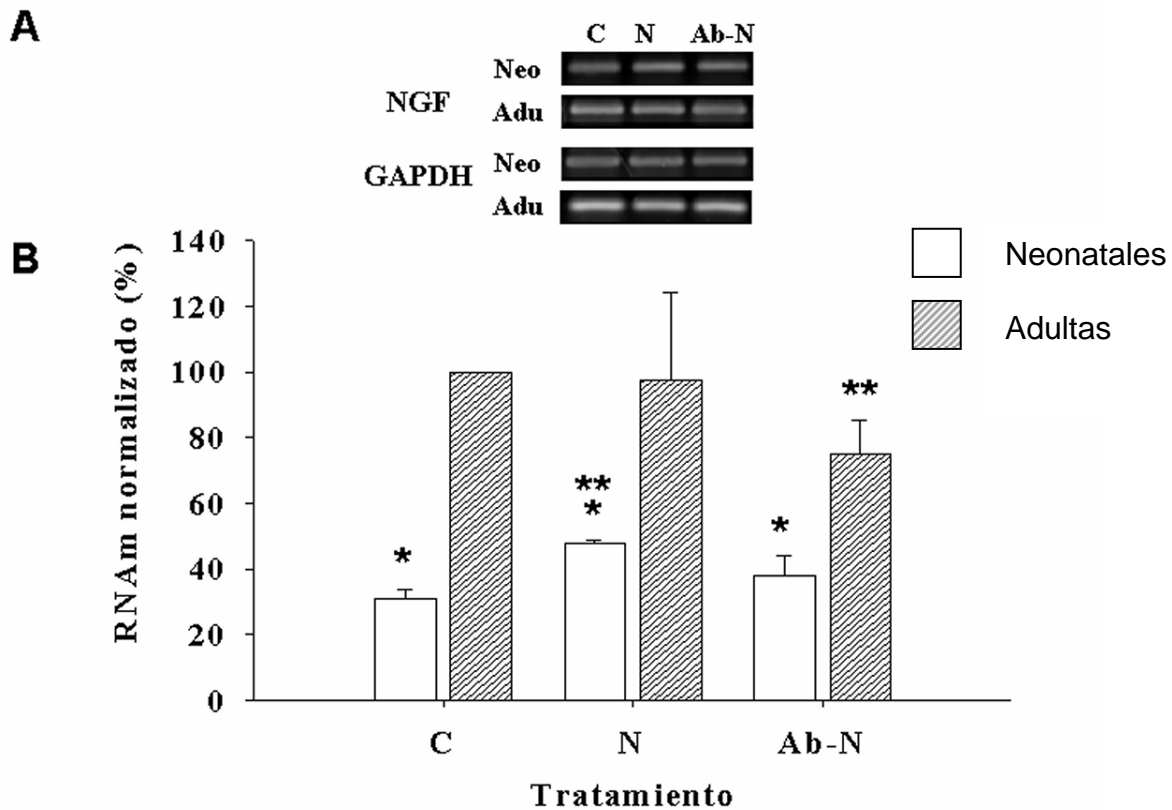 A
C N Ab-N
Neo
NGF
Adu
Neo
GAPDH
Adu
B
RNAm normalizado (%)
140
120
100
80
60
40
20
0
Neonatales
Adultas
*
**
*
*
**
C N Ab-N
Tratamiento